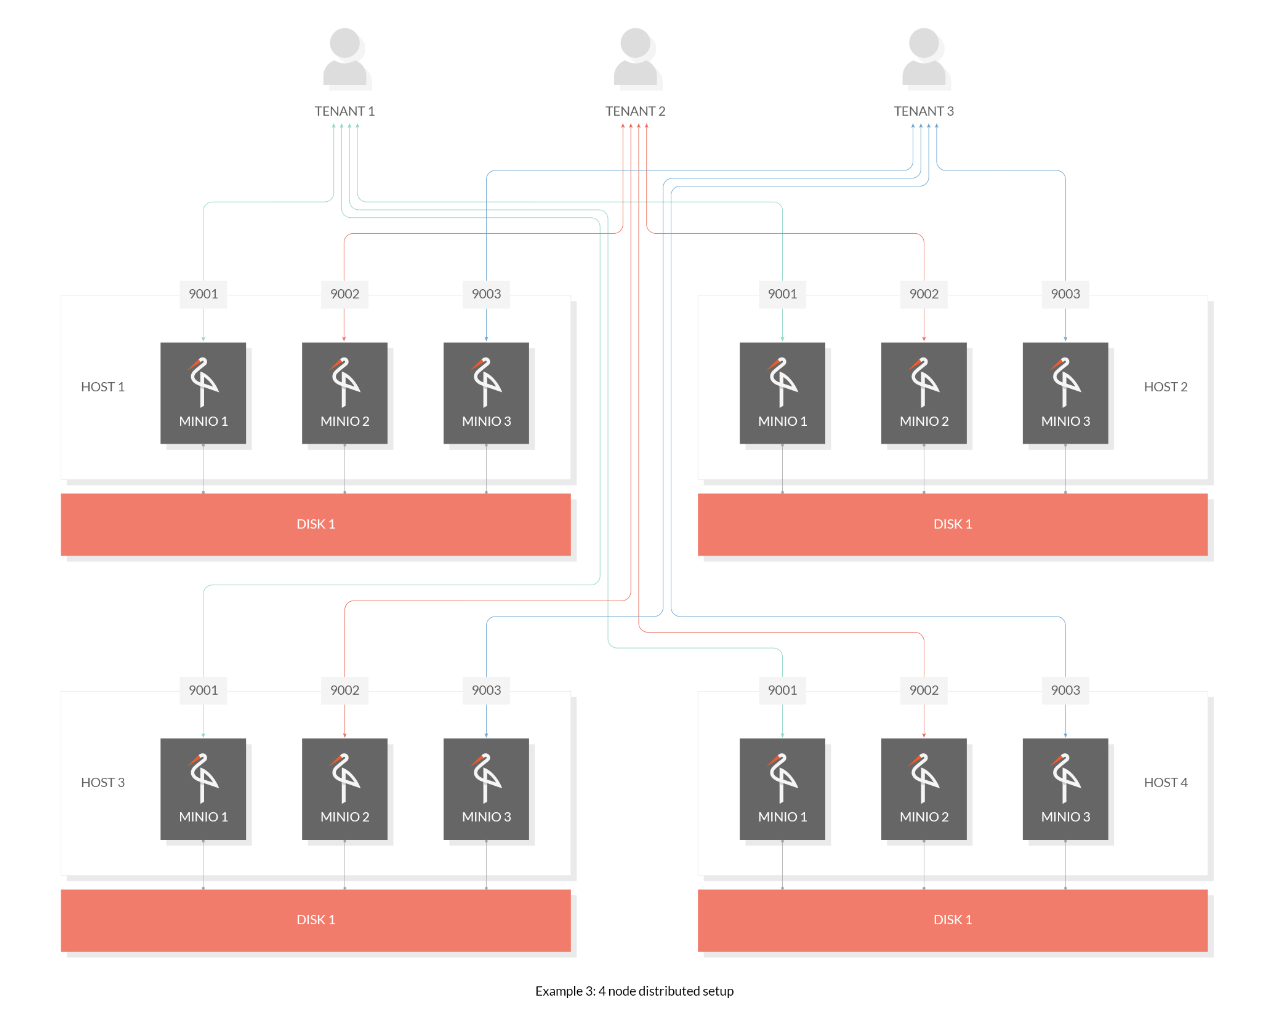 TENANT 1
TENANT 2
TENANT 3
9001
9002
9003
9001
9002
9003
HOST 1
MINIO 1
MINIO 2
MINIO 3
MINIO 1
MINIO 2
MINIO 3
HOST 2
DISK 1
DISK 1
9001
9002
9003
9001
9002
9003
HOST 3
MINIO 1
MINIO 2
MINIO 3
MINIO 1
MINIO 2
MINIO 3
HOST 4
DISK 1
DISK 1
Example 3: 4 node distributed setup